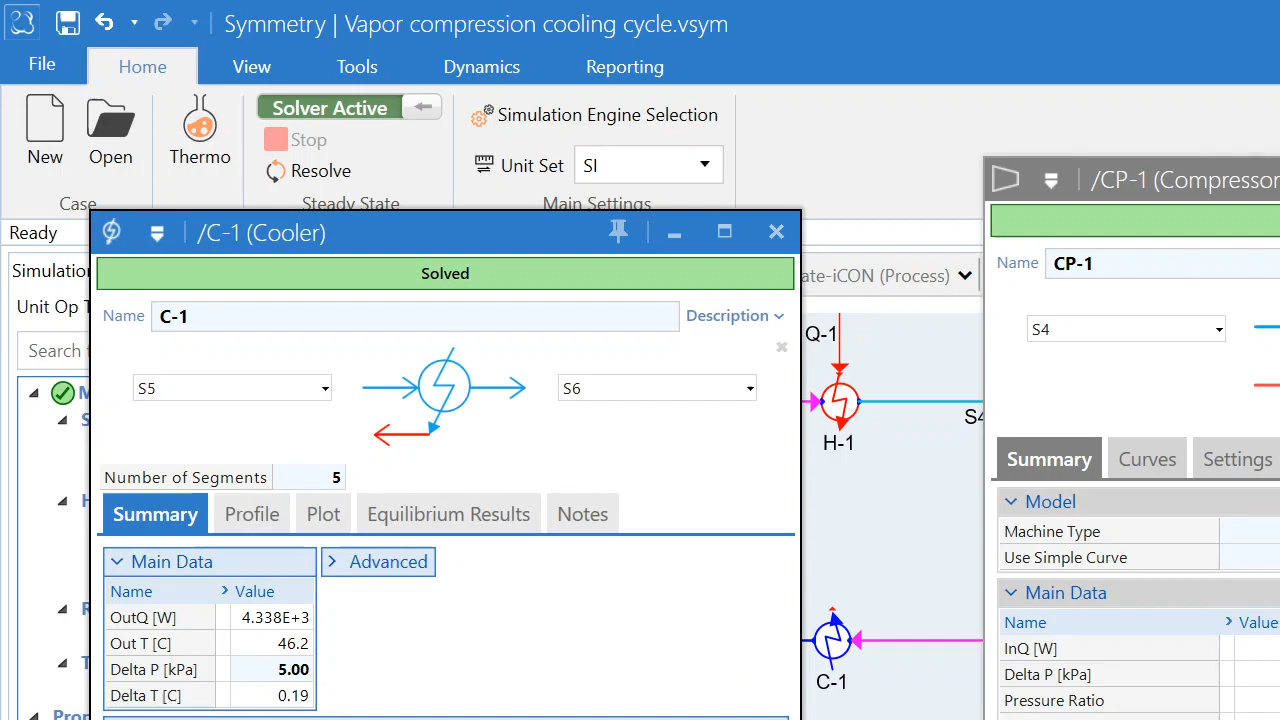 Symmetry | Vapor compression cooling cycle.vsym
File Home View Tools Dynamics Reporting
New Open Thermo
Case
Solver Active
Stop
Resolve
Steady State
Simulation Engine Selection
Unit Set SI
Main Settings
Ready
Simulation
Unit Op
Search
/C-1 (Cooler)
Solved
Name C-1 Description
S5 S6
Number of Segments 5
Summary Profile Plot Equilibrium Results Notes
Main Data Advanced
Name Value
OutQ [W] 4.338E+3
Out T [C] 46.2
Delta P [kPa] 5.00
Delta T [C] 0.19
ate-iCON (Process)
Q-1
S4
H-1
C-1
/CP-1 (Compressor
Name CP-1
S4
Summary Curves Settings
Model
Machine Type
Use Simple Curve
Main Data
Name Value
InQ [W]
Delta P [kPa]
Pressure Ratio